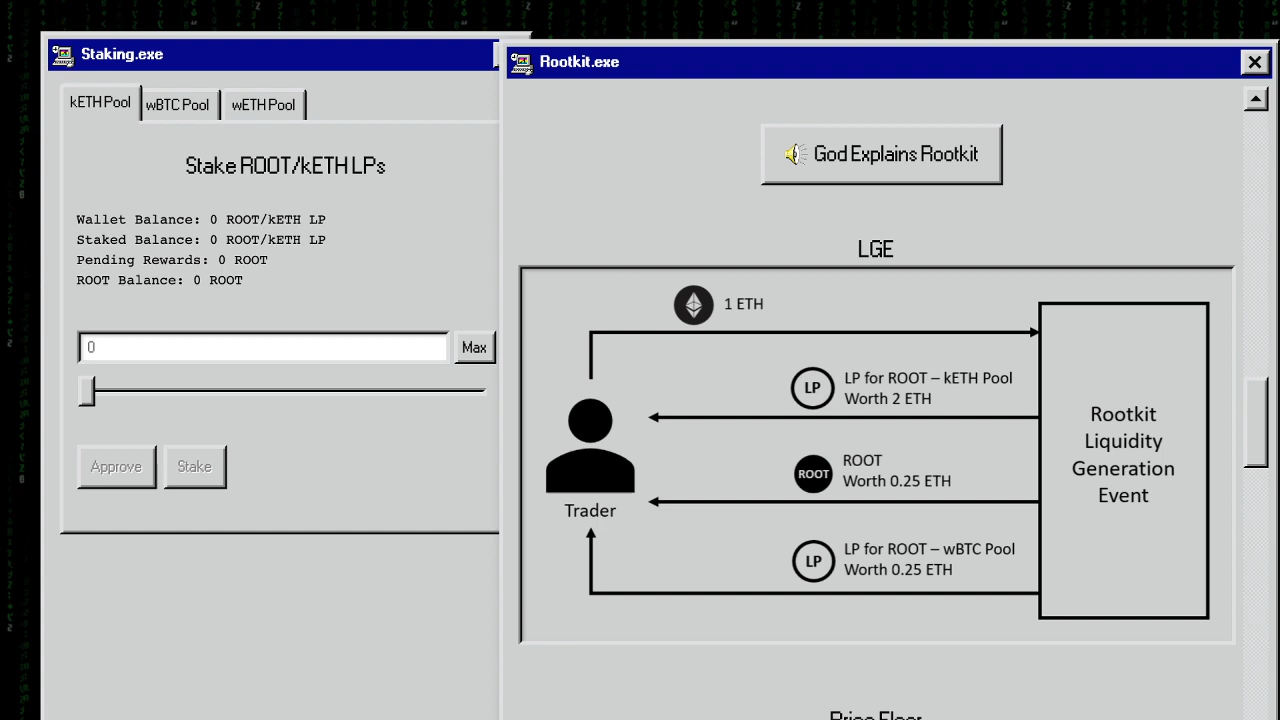 Staking.exe
kETH Pool
wBTC Pool
wETH Pool
Stake ROOT/kETH LPs
Wallet Balance: 0 ROOT/kETH LP
Staked Balance: 0 ROOT/kETH LP
Pending Rewards: 0 ROOT
ROOT Balance: 0 ROOT
0
Max
Approve
Stake
Rootkit.exe
God Explains Rootkit
LGE
1 ETH
LP
LP for ROOT – kETH Pool
Worth 2 ETH
ROOT
ROOT
Worth 0.25 ETH
LP
LP for ROOT – wBTC Pool
Worth 0.25 ETH
Trader
Rootkit
Liquidity
Generation
Event
Price Floor